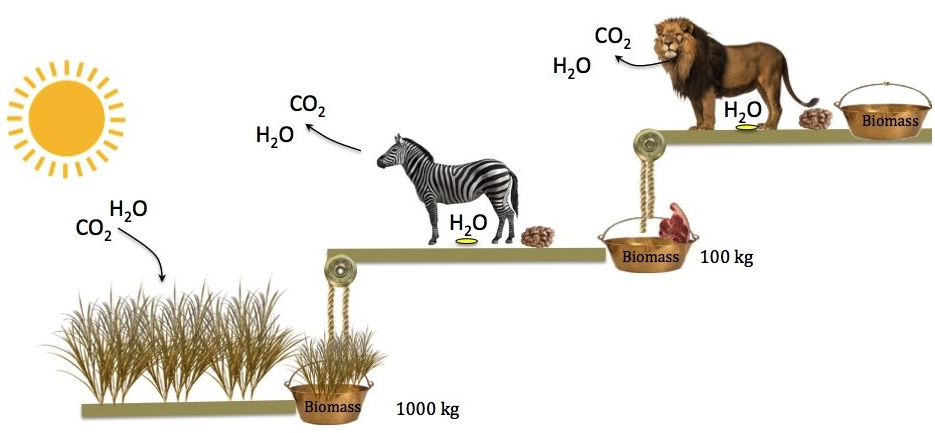 CO₂
H₂O
H₂O
Biomass
CO₂
H₂O
H₂O
Biomass
100 kg
H₂O
CO₂
Biomass
1000 kg